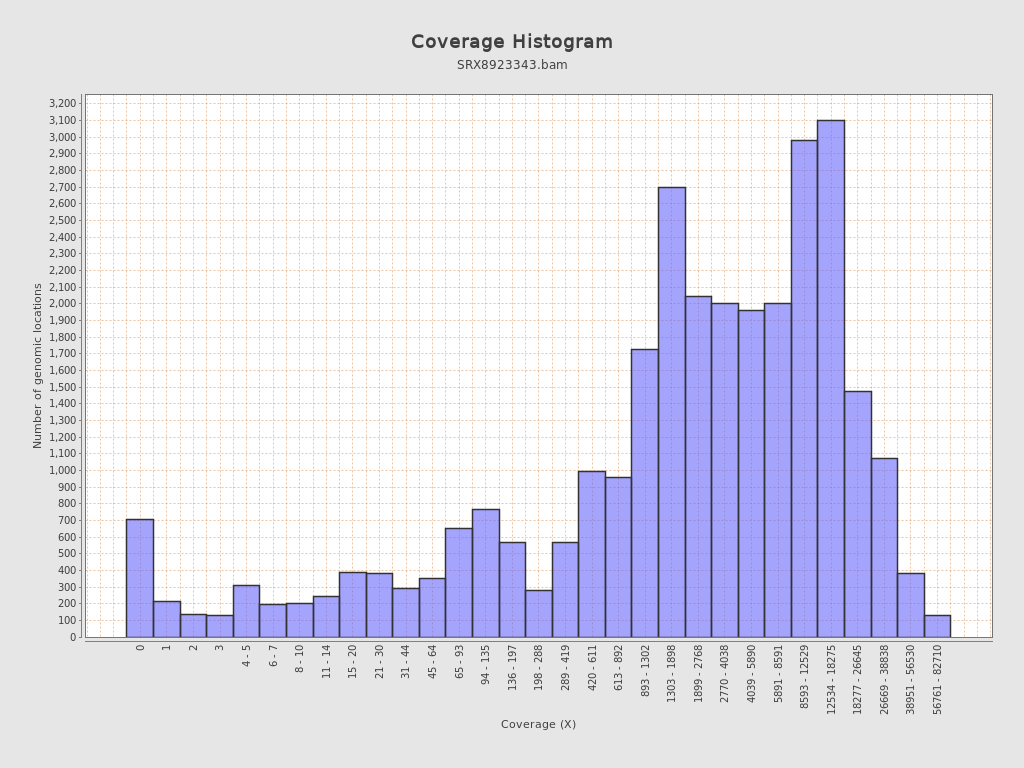 Coverage Histogram
SRX8923343.bam
Number of genomic locations
3,200
3,100
3,000
2,900
2,800
2,700
2,600
2,500
2,400
2,300
2,200
2,100
2,000
1,900
1,800
1,700
1,600
1,500
1,400
1,300
1,200
1,100
1,000
900
800
700
600
500
400
300
200
100
0
0
1
2
3
4 - 5
6 - 7
8 - 10
11 - 14
15 - 20
21 - 30
31 - 44
45 - 64
65 - 93
94 - 135
136 - 197
198 - 288
289 - 419
420 - 611
613 - 892
893 - 1302
1303 - 1898
1899 - 2768
2770 - 4038
4039 - 5890
5891 - 8591
8593 - 12529
12534 - 18275
18277 - 26645
26669 - 38838
38951 - 56530
56761 - 82710
Coverage (X)